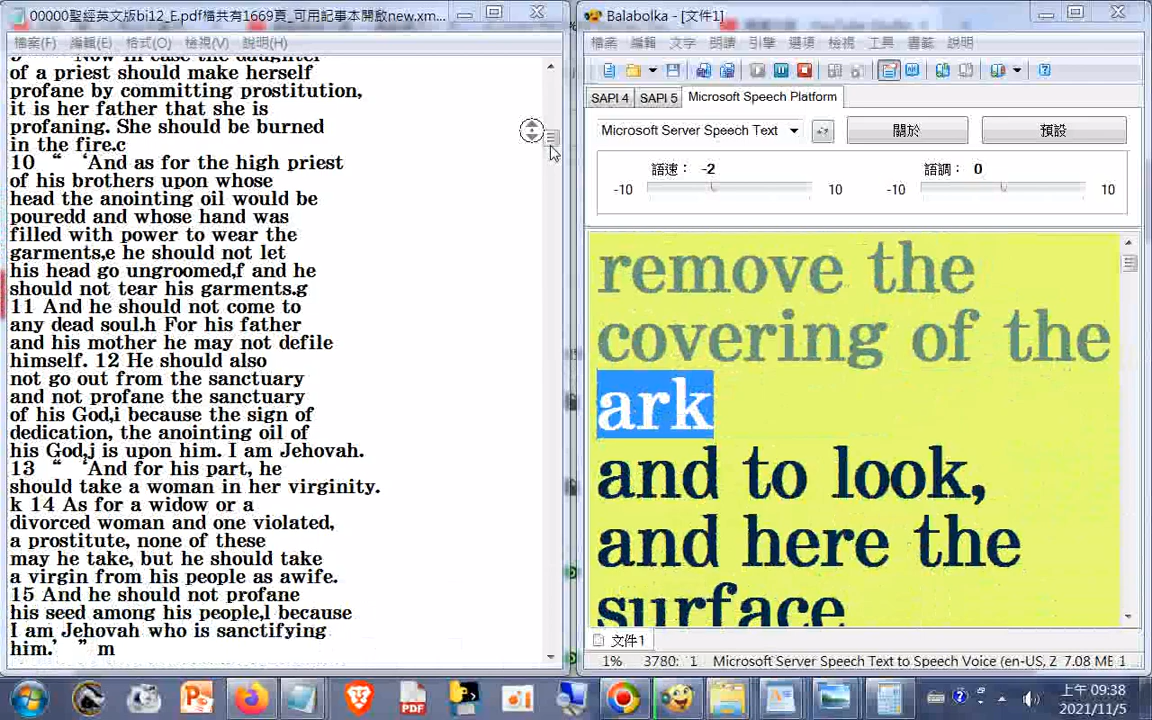 00000聖經英文版bi12_E.pdf檔共有1669頁_可用記事本開啟new.xm...
檔案(F) 編輯(E) 格式(O) 檢視(V) 說明(H)
9 “ ‘Now in case the daughter
of a priest should make herself
profane by committing prostitution,
it is her father that she is
profaning. She should be burned
in the fire.c
10 “ ‘And as for the high priest
of his brothers upon whose
head the anointing oil would be
pouredd and whose hand was
filled with power to wear the
garments,e he should not let
his head go ungroomed,f and he
should not tear his garments.g
11 And he should not come to
any dead soul.h For his father
and his mother he may not defile
himself. 12 He should also
not go out from the sanctuary
and not profane the sanctuary
of his God,i because the sign of
dedication, the anointing oil of
his God,j is upon him. I am Jehovah.
13 “ ‘And for his part, he
should take a woman in her virginity.
k 14 As for a widow or a
divorced woman and one violated,
a prostitute, none of these
may he take, but he should take
a virgin from his people as awife.
15 And he should not profane
his seed among his people,l because
I am Jehovah who is sanctifying
him.’ ” m
Balabolka - [文件1]
檔案 編輯 文字 朗讀 引擎 選項 檢視 工具 書籤 說明
SAPI 4 SAPI 5 Microsoft Speech Platform
Microsoft Server Speech Text 關於 預設
語速： -2 語調： 0
-10 10 -10 10
remove the
covering of the
ark
and to look,
and here the
surface
文件1
1% 3780: 1 Microsoft Server Speech Text to Speech Voice (en-US, Z 7.08 ME 1
PDF
上午 09:38
2021/11/5